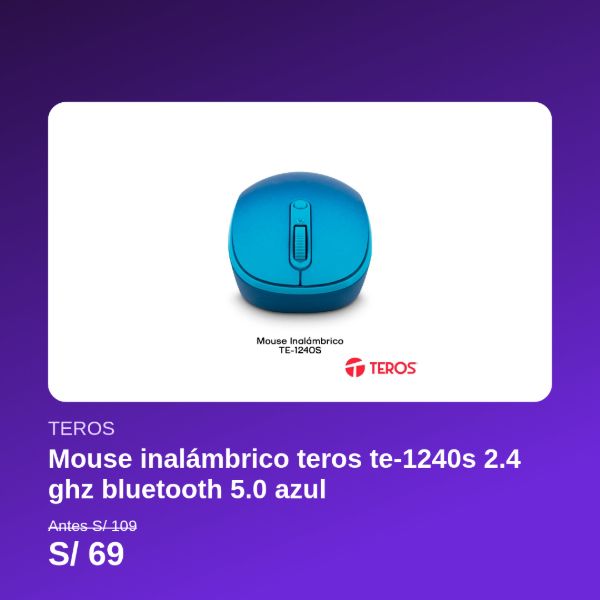 Mouse Inalámbrico
TE-1240S
TEROS
TEROS
Mouse inalámbrico teros te-1240s 2.4
ghz bluetooth 5.0 azul
Antes S/ 109
S/ 69